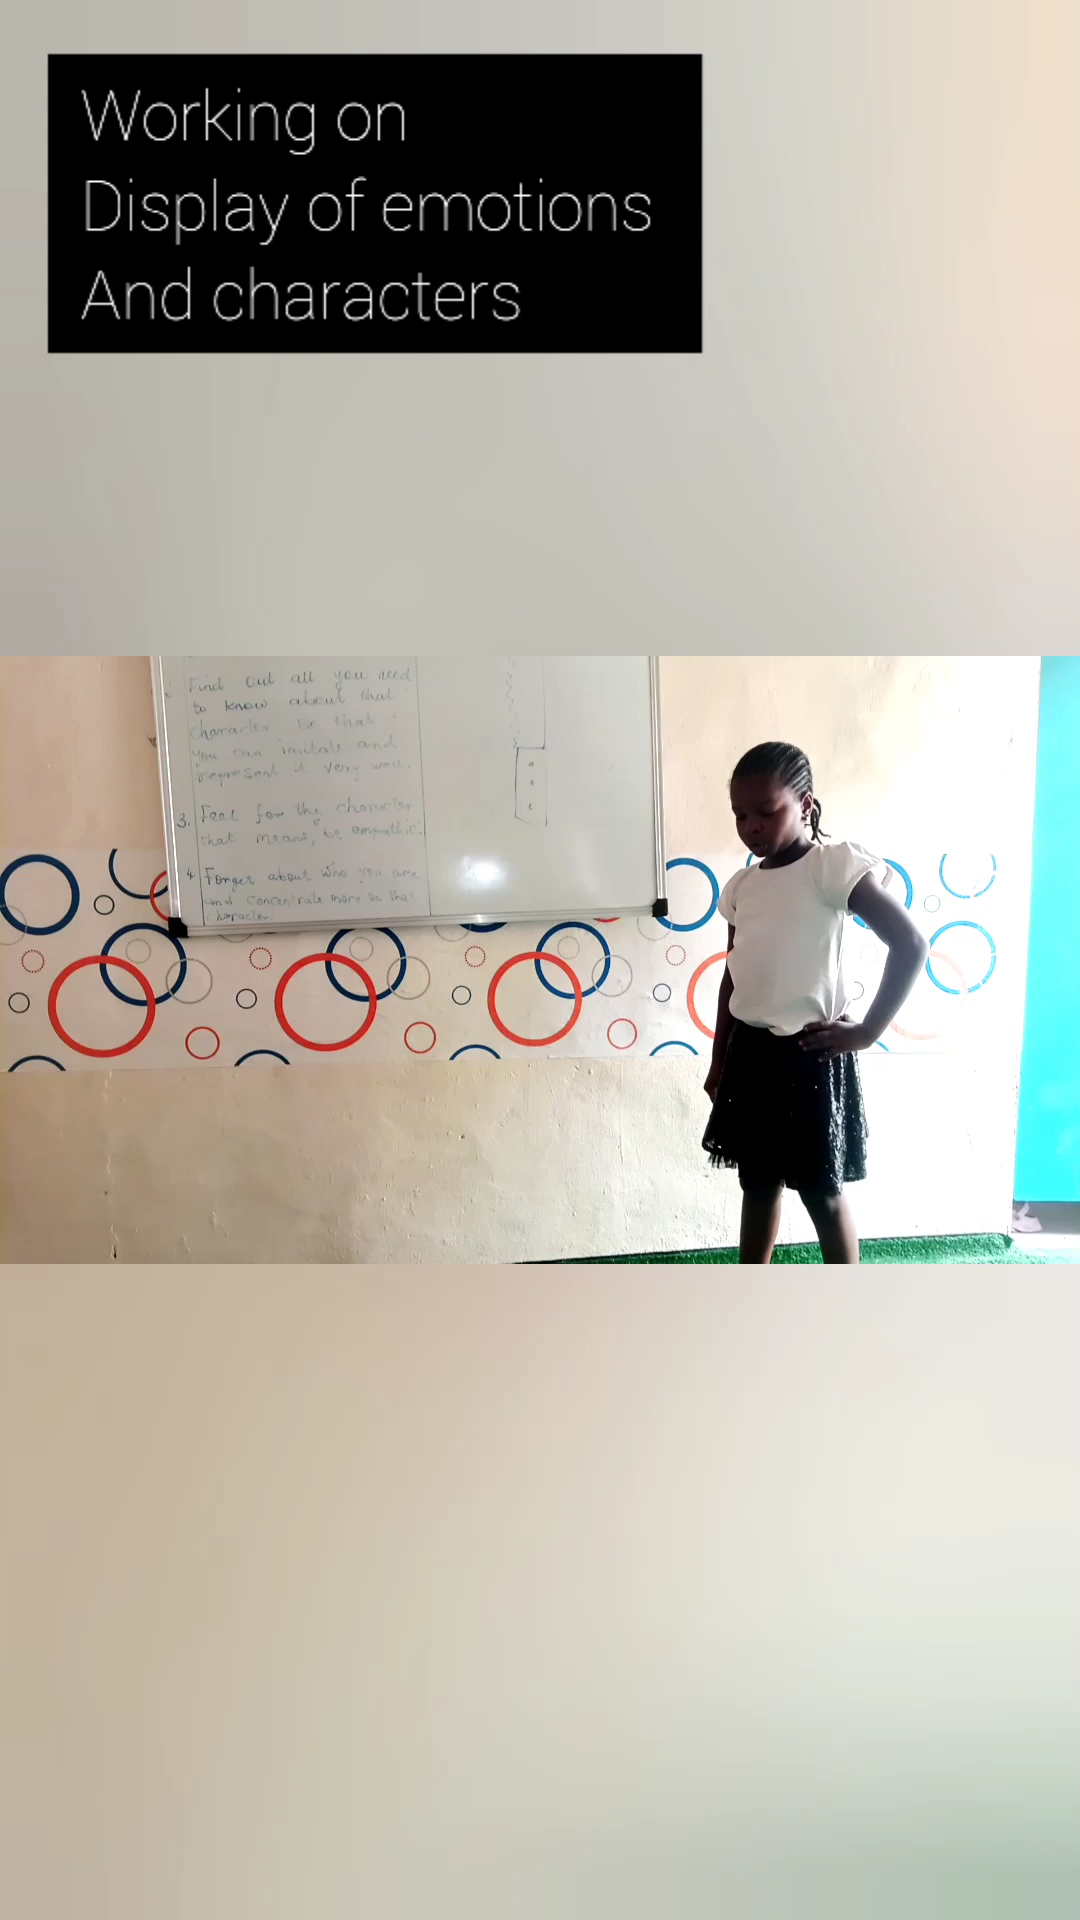 Working on
Display of emotions
And characters
Find out all you need
to know about that
character so that
you can imitate and
represent it very well.
3. Feel for the character
that means, be empathic.
4. Forget about who you are
and concentrate more on that
character